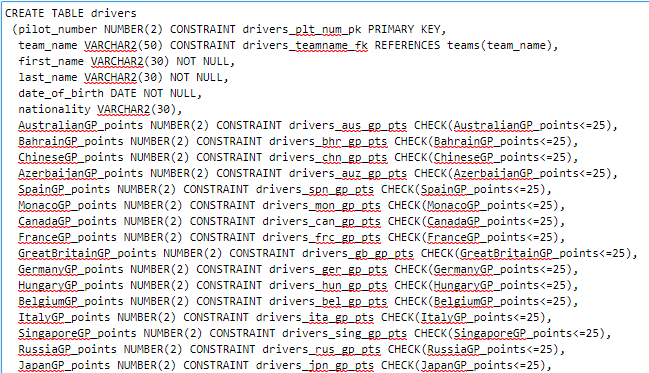 CREATE TABLE drivers
(pilot_number NUMBER(2) CONSTRAINT drivers_plt_num_pk PRIMARY KEY,
team_name VARCHAR2(50) CONSTRAINT drivers_teamname_fk REFERENCES teams(team_name),
first_name VARCHAR2(30) NOT NULL,
last_name VARCHAR2(30) NOT NULL,
date_of_birth DATE NOT NULL,
nationality VARCHAR2(30),
AustralianGP_points NUMBER(2) CONSTRAINT drivers_aus_gp_pts CHECK(AustralianGP_points<=25),
BahrainGP_points NUMBER(2) CONSTRAINT drivers_bhr_gp_pts CHECK(BahrainGP_points<=25),
ChineseGP_points NUMBER(2) CONSTRAINT drivers_chn_gp_pts CHECK(ChineseGP_points<=25),
AzerbaijanGP_points NUMBER(2) CONSTRAINT drivers_auz_gp_pts CHECK(AzerbaijanGP_points<=25),
SpainGP_points NUMBER(2) CONSTRAINT drivers_spn_gp_pts CHECK(SpainGP_points<=25),
MonacoGP_points NUMBER(2) CONSTRAINT drivers_mon_gp_pts CHECK(MonacoGP_points<=25),
CanadaGP_points NUMBER(2) CONSTRAINT drivers_can_gp_pts CHECK(CanadaGP_points<=25),
FranceGP_points NUMBER(2) CONSTRAINT drivers_frc_gp_pts CHECK(FranceGP_points<=25),
GreatBritainGP_points NUMBER(2) CONSTRAINT drivers_gb_gp_pts CHECK(GreatBritainGP_points<=25),
GermanyGP_points NUMBER(2) CONSTRAINT drivers_ger_gp_pts CHECK(GermanyGP_points<=25),
HungaryGP_points NUMBER(2) CONSTRAINT drivers_hun_gp_pts CHECK(HungaryGP_points<=25),
BelgiumGP_points NUMBER(2) CONSTRAINT drivers_bel_gp_pts CHECK(BelgiumGP_points<=25),
ItalyGP_points NUMBER(2) CONSTRAINT drivers_ita_gp_pts CHECK(ItalyGP_points<=25),
SingaporeGP_points NUMBER(2) CONSTRAINT drivers_sing_gp_pts CHECK(SingaporeGP_points<=25),
RussiaGP_points NUMBER(2) CONSTRAINT drivers_rus_gp_pts CHECK(RussiaGP_points<=25),
JapanGP_points NUMBER(2) CONSTRAINT drivers_jpn_gp_pts CHECK(JapanGP_points<=25),